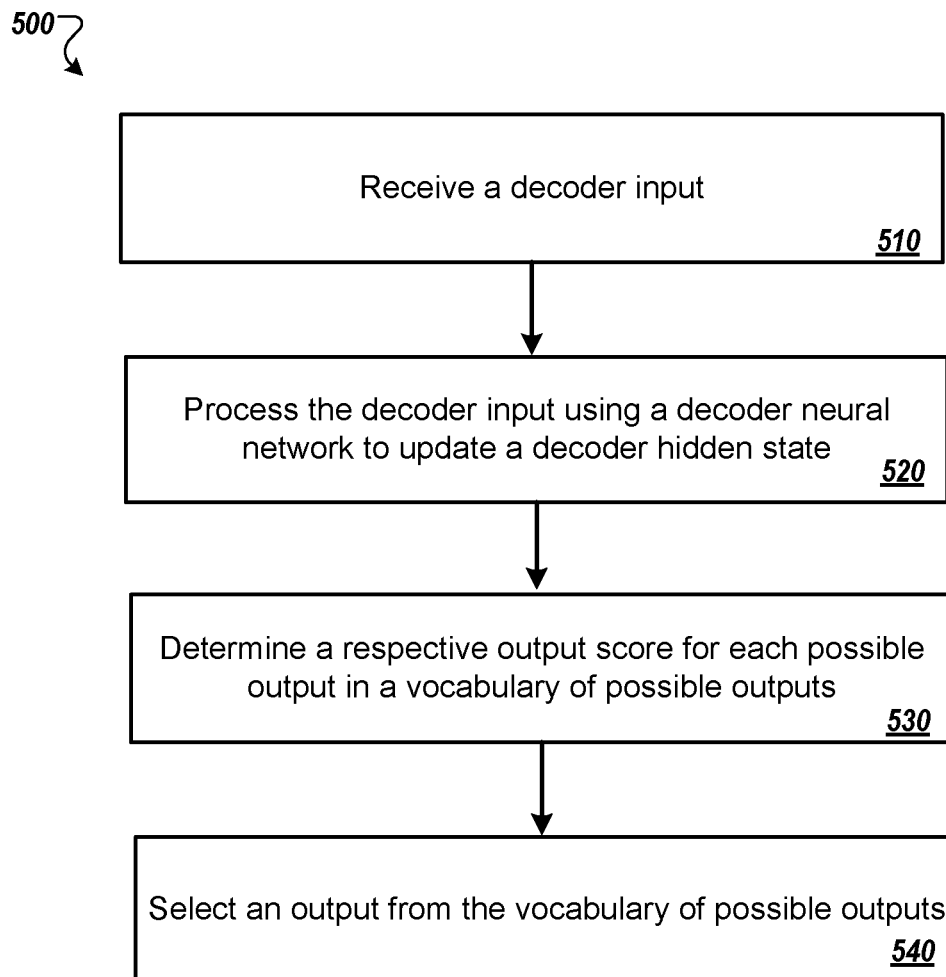 500
Receive a decoder input
510
Process the decoder input using a decoder neural
network to update a decoder hidden state
520
Determine a respective output score for each possible
output in a vocabulary of possible outputs
530
Select an output from the vocabulary of possible outputs
540